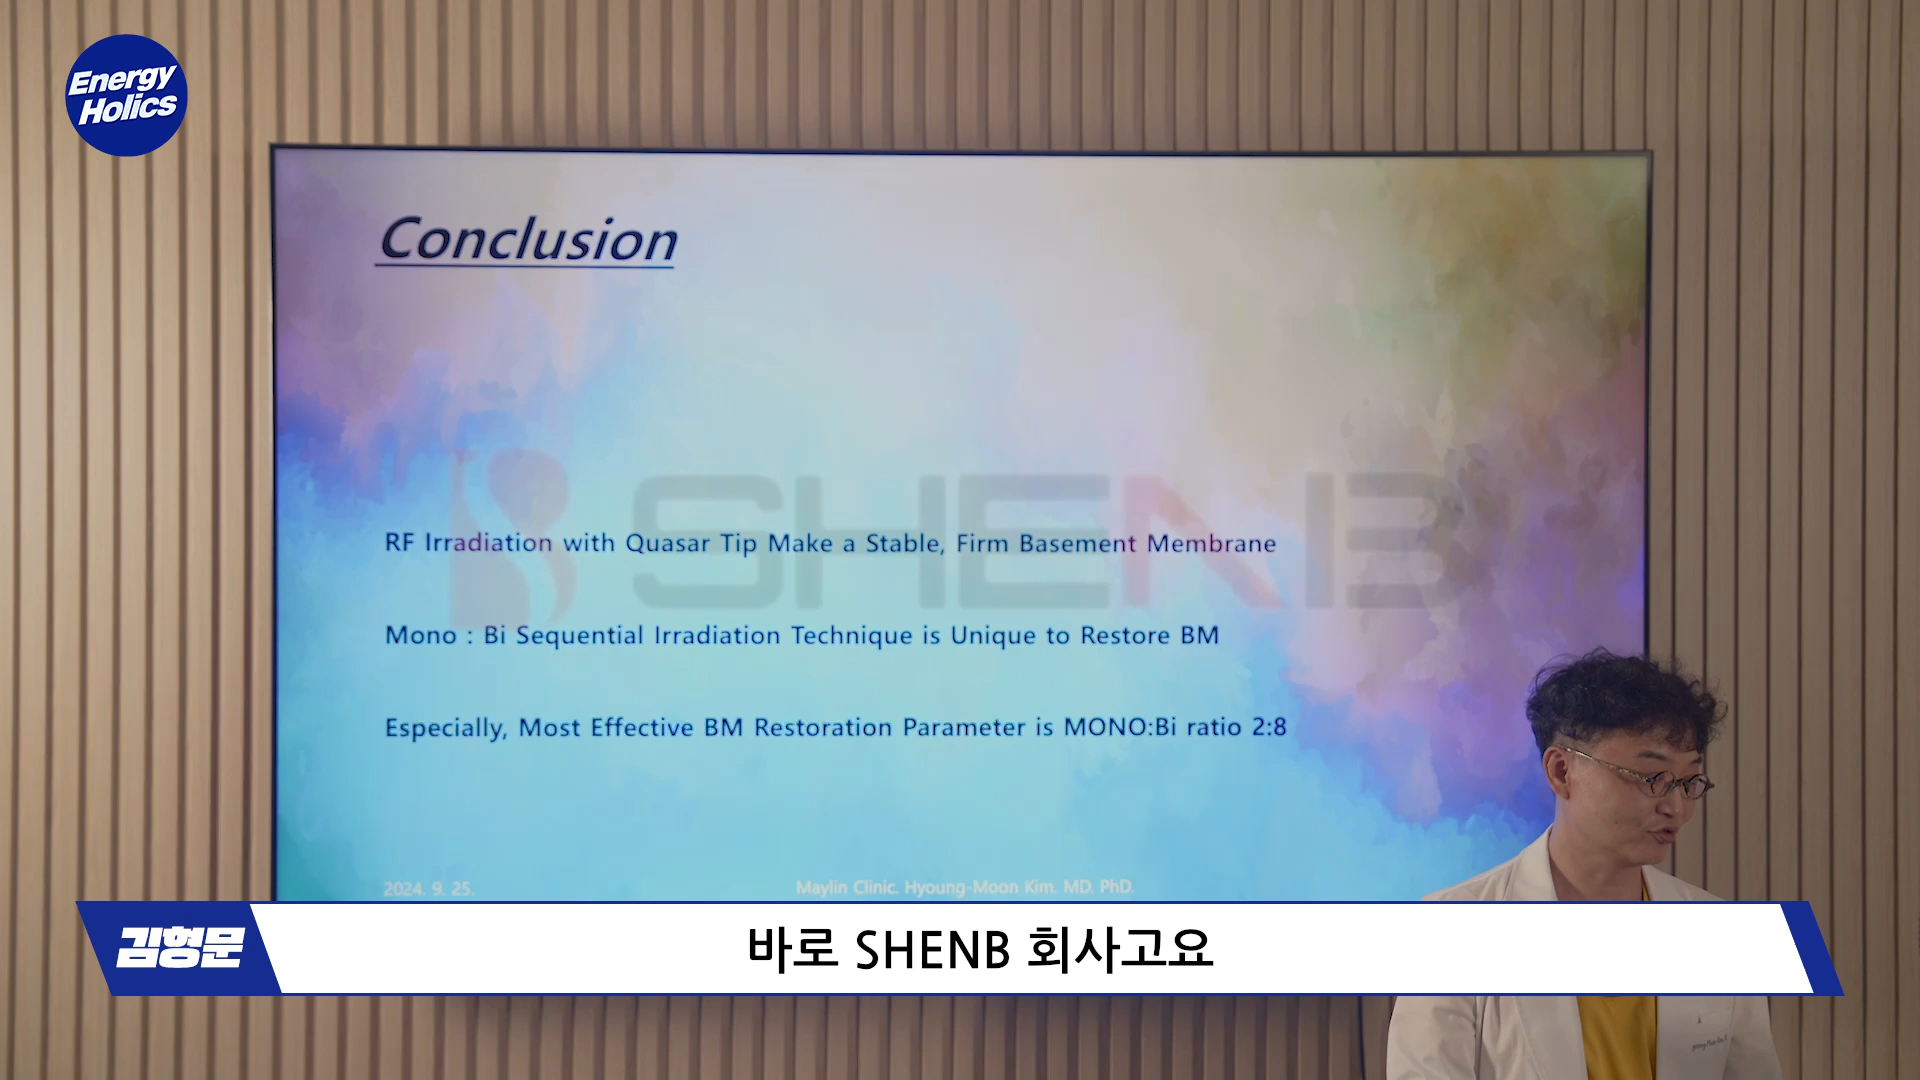 Energy
Holics
Conclusion
SHENB
RF Irradiation with Quasar Tip Make a Stable, Firm Basement Membrane
Mono : Bi Sequential Irradiation Technique is Unique to Restore BM
Especially, Most Effective BM Restoration Parameter is MONO:Bi ratio 2:8
2024. 9. 25.
Maylin Clinic. Hyoung-Moon Kim. MD. PhD.
김형문
바로 SHENB 회사고요